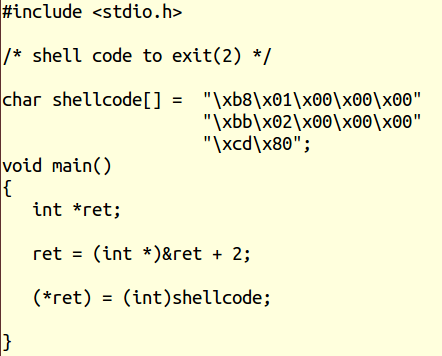 #include <stdio.h>
/* shell code to exit(2) */
char shellcode[] =  "\xb8\x01\x00\x00\x00"
"\xbb\x02\x00\x00\x00"
"\xcd\x80";
void main()
{
int *ret;
ret = (int *)&ret + 2;
(*ret) = (int)shellcode;
}